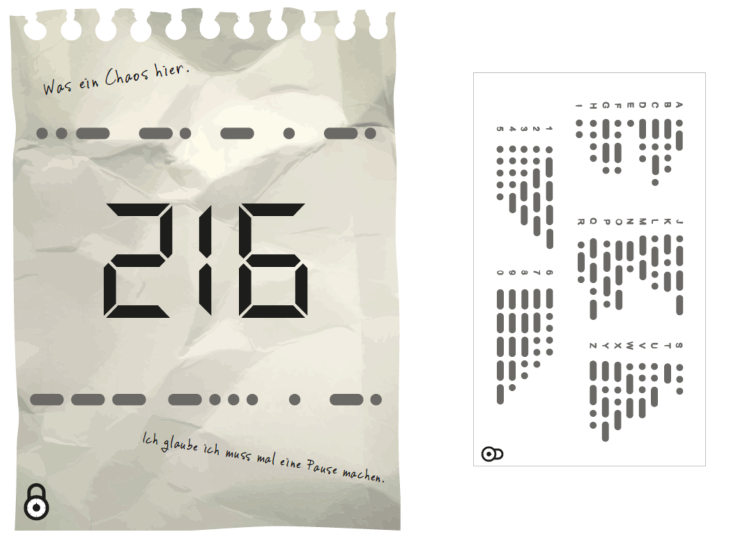 Was ein Chaos hier.
216
Ich glaube ich muss mal eine Pause machen.
A J S
B K T
C L U
D M V
E N W
F O X
G P Y
H Q Z
I R
1 6
2 7
3 8
4 9
5 0